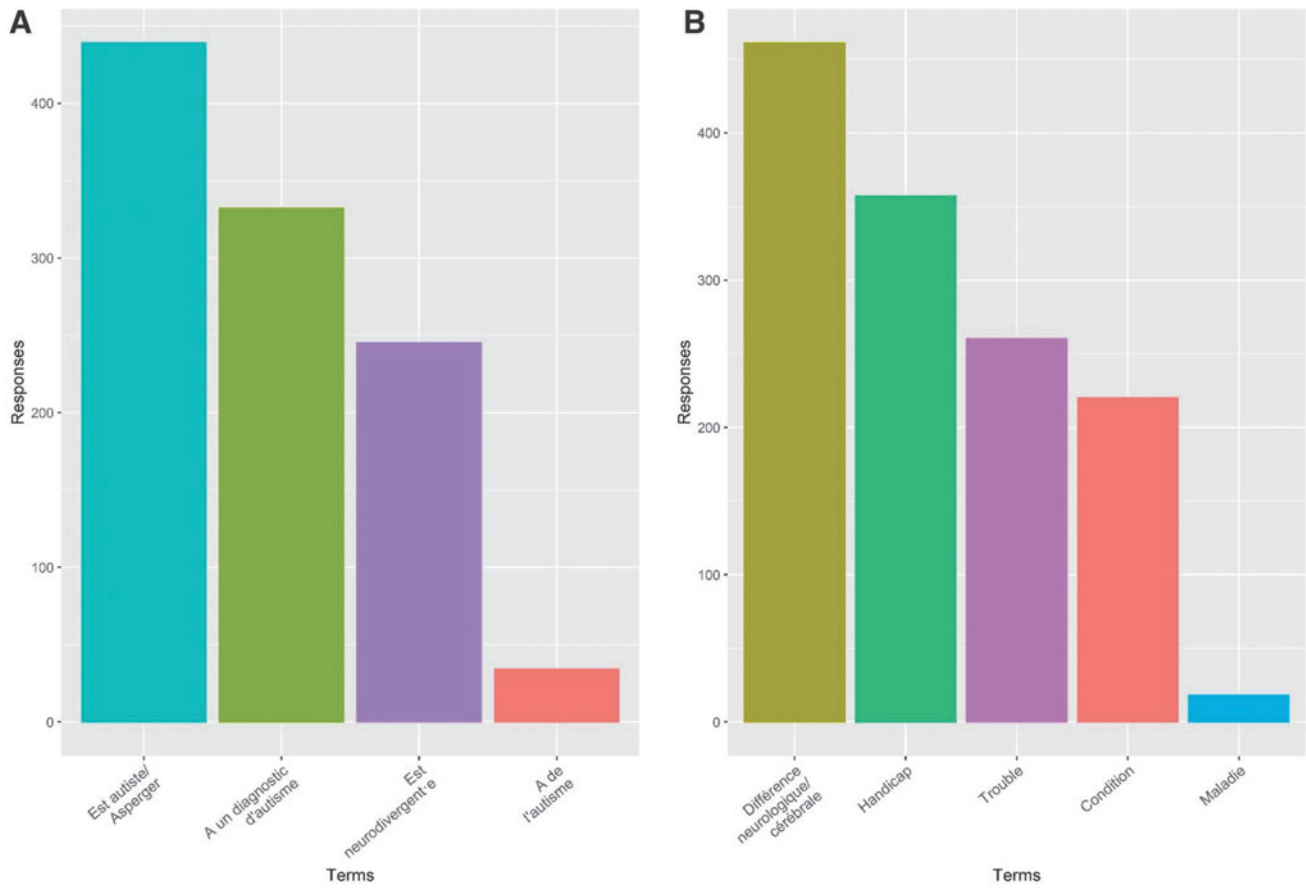 A
Responses
400
300
200
100
0
Est autiste/
Asperger
A un diagnostic
d'autisme
Est
neurodivergent·e
A de
l'autisme
Terms
B
Responses
400
300
200
100
0
Différence
neurologique/
cérébrale
Handicap
Trouble
Condition
Maladie
Terms